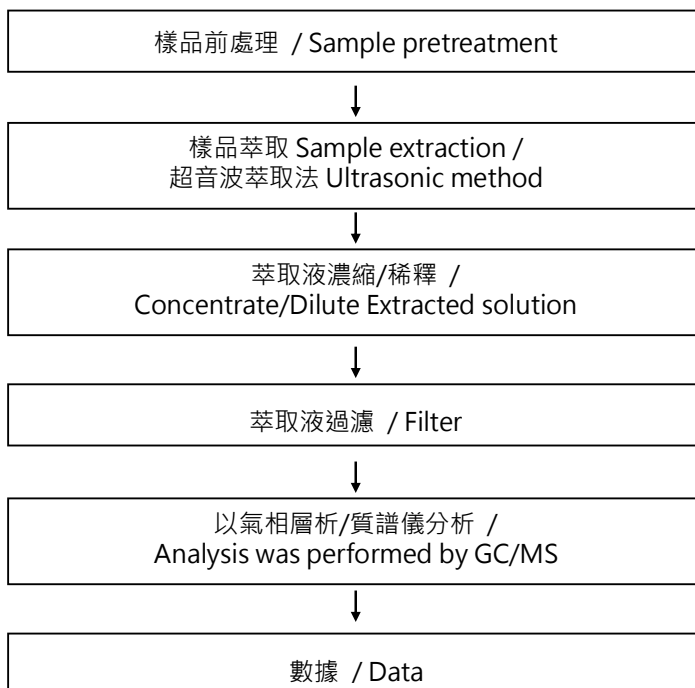 樣品前處理 / Sample pretreatment
樣品萃取 Sample extraction /
超音波萃取法 Ultrasonic method
萃取液濃縮/稀釋 /
Concentrate/Dilute Extracted solution
萃取液過濾 / Filter
以氣相層析/質譜儀分析 /
Analysis was performed by GC/MS
數據 / Data